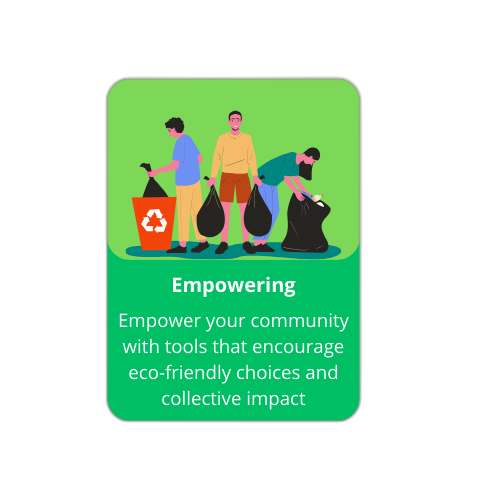 Empowering
Empower your community
with tools that encourage
eco-friendly choices and
collective impact